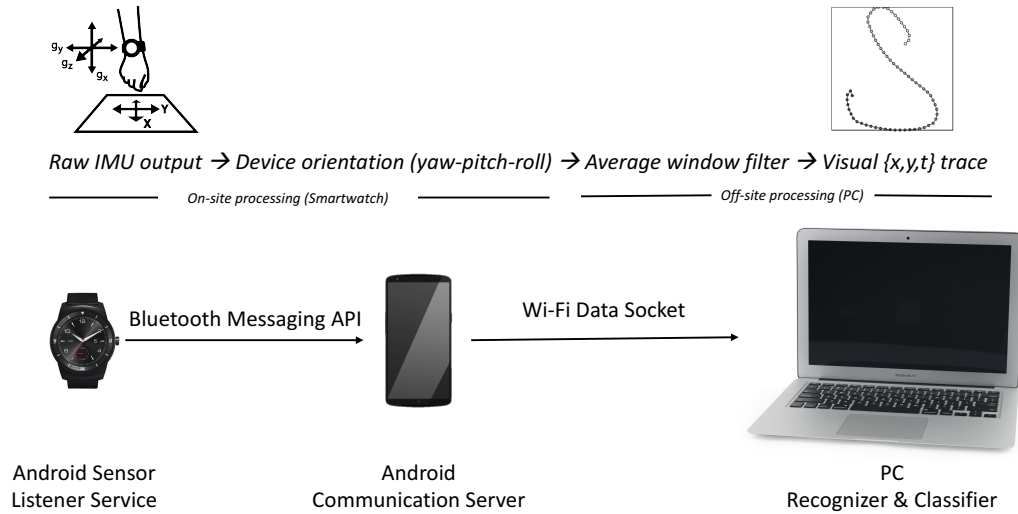 gy
gz
gx
Y
X
Raw IMU output → Device orientation (yaw-pitch-roll) → Average window filter → Visual {x,y,t} trace
On-site processing (Smartwatch)
Off-site processing (PC)
Bluetooth Messaging API
Wi-Fi Data Socket
Android Sensor
Listener Service
Android
Communication Server
PC
Recognizer & Classifier